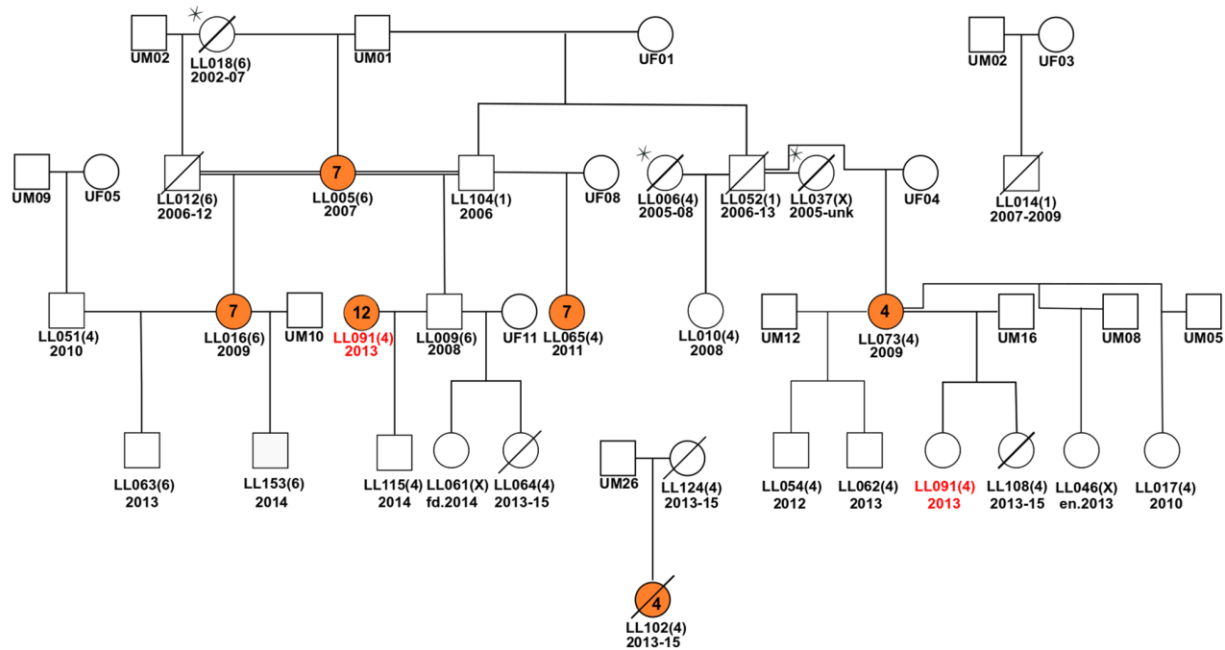 UM02
LL018(6)
2002-07
UM01
UF01
UM02
UF03
7
UM09
UF05
LL012(6)
2006-12
LL005(6)
2007
LL104(1)
2006
UF08
LL006(4)
2005-08
LL052(1)
2006-13
LL037(X)
2005-unk
UF04
LL014(1)
2007-2009
7
12
7
4
LL051(4)
2010
LL016(6)
2009
UM10
LL091(4)
2013
LL009(6)
2008
UF11
LL065(4)
2011
LL010(4)
2008
UM12
LL073(4)
2009
UM16
UM08
UM05
LL063(6)
2013
LL153(6)
2014
LL115(4)
2014
LL061(X)
fd.2014
LL064(4)
2013-15
UM26
LL124(4)
2013-15
LL054(4)
2012
LL062(4)
2013
LL091(4)
2013
LL108(4)
2013-15
LL046(X)
en.2013
LL017(4)
2010
4
LL102(4)
2013-15